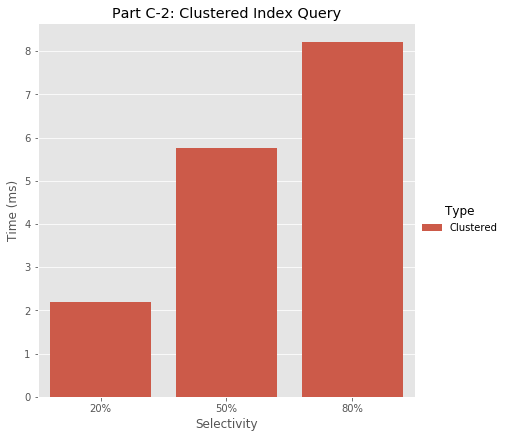 Part C-2: Clustered Index Query
8
7
6
5
4
3
2
1
0
Time (ms)
20% 50% 80%
Selectivity
Type
Clustered